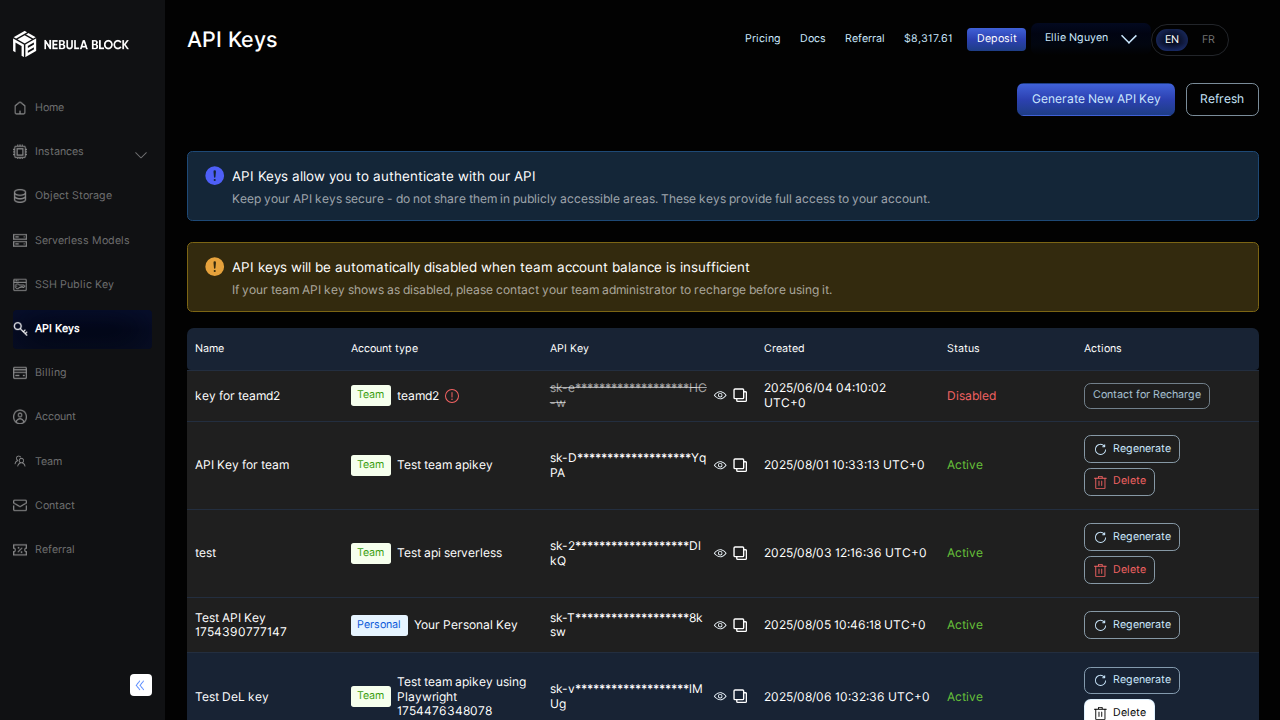 NEBULA BLOCK
Home
Instances
Object Storage
Serverless Models
SSH Public Key
API Keys
Billing
Account
Team
Contact
Referral
API Keys
Pricing
Docs
Referral
$8,317.61
Deposit
Ellie Nguyen
EN
FR
Generate New API Key
Refresh
API Keys allow you to authenticate with our API
Keep your API keys secure - do not share them in publicly accessible areas. These keys provide full access to your account.
API keys will be automatically disabled when team account balance is insufficient
If your team API key shows as disabled, please contact your team administrator to recharge before using it.
Name Account type API Key Created Status Actions
key for teamd2
Team
teamd2
sk-e*******************HC
-w
2025/06/04 04:10:02
UTC+0
Disabled
Contact for Recharge
API Key for team
Team
Test team apikey
sk-D*******************Yq
PA
2025/08/01 10:33:13 UTC+0
Active
Regenerate
Delete
test
Team
Test api serverless
sk-2*******************DI
kQ
2025/08/03 12:16:36 UTC+0
Active
Regenerate
Delete
Test API Key
1754390777147
Personal
Your Personal Key
sk-T*******************8k
sw
2025/08/05 10:46:18 UTC+0
Active
Regenerate
Test DeL key
Team
Test team apikey using
Playwright
1754476348078
sk-v*******************IM
Ug
2025/08/06 10:32:36 UTC+0
Active
Regenerate
Delete